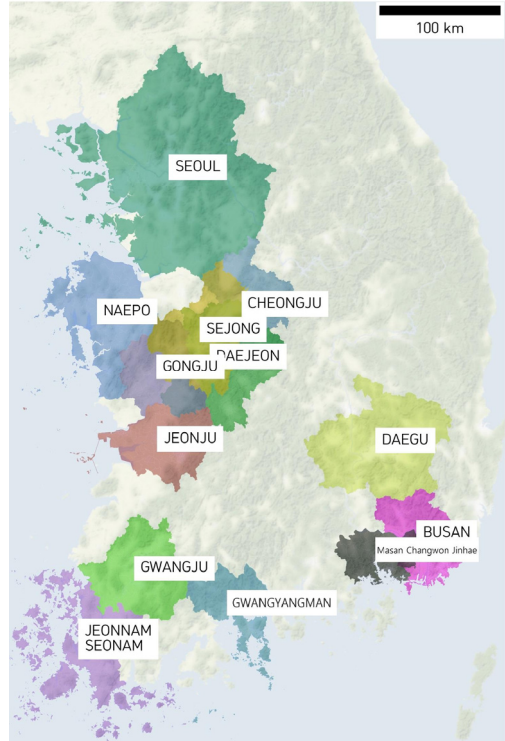 100 km
SEOUL
NAEPO
CHEONGJU
SEJONG
DAEJEON
GONGJU
JEONJU
DAEGU
BUSAN
Masan Changwon Jinhae
GWANGJU
GWANGYANGMAN
JEONNAM
SEONAM